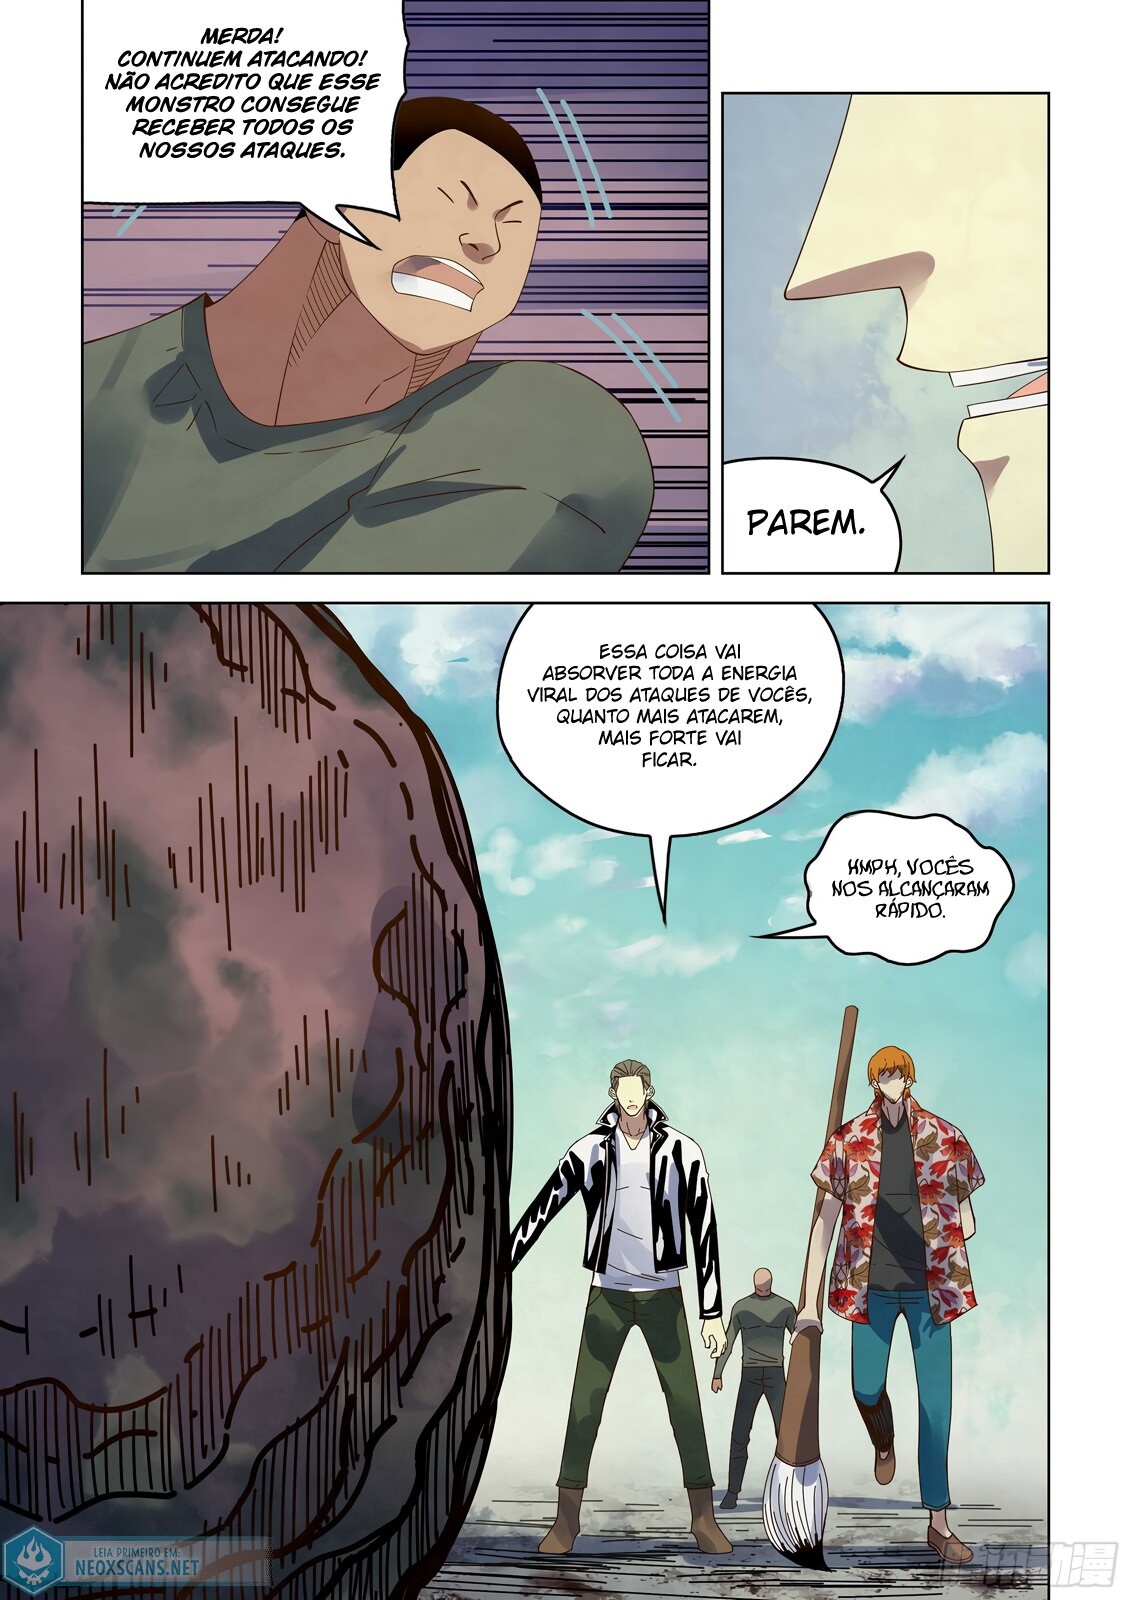 MERDA!
CONTINUEM ATACANDO!
NÃO ACREDITO QUE ESSE
MONSTRO CONSEGUE
RECEBER TODOS OS
NOSSOS ATAQUES.
PAREM.
ESSA COISA VAI
ABSORVER TODA A ENERGIA
VIRAL DOS ATAQUES DE VOCÊS,
QUANTO MAIS ATACAREM,
MAIS FORTE VAI
FICAR.
HMPH, VOCÊS
NOS ALCANÇARAM
RÁPIDO.
LEIA PRIMEIRO EM:
NEOXSCANS.NET